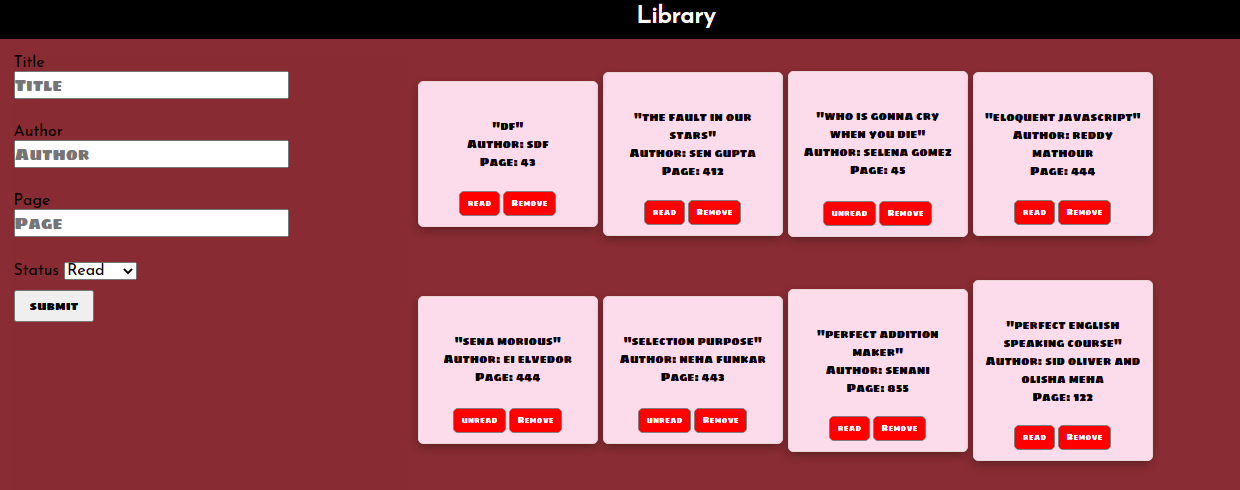 Library
Title
Title
Author
Author
Page
Page
Status Read
submit
"df"
Author: sdf
Page: 43
read Remove
"the fault in our
stars"
Author: sen gupta
Page: 412
read Remove
"who is gonna cry
when you die"
Author: selena gomez
Page: 45
unread Remove
"eloquent javascript"
Author: reddy
mathour
Page: 444
read Remove
"sena morious"
Author: ei elvedor
Page: 444
unread Remove
"selection purpose"
Author: neha funkar
Page: 443
unread Remove
"perfect addition
maker"
Author: senani
Page: 855
read Remove
"perfect english
speaking course"
Author: sid oliver and
olisha meha
Page: 122
read Remove